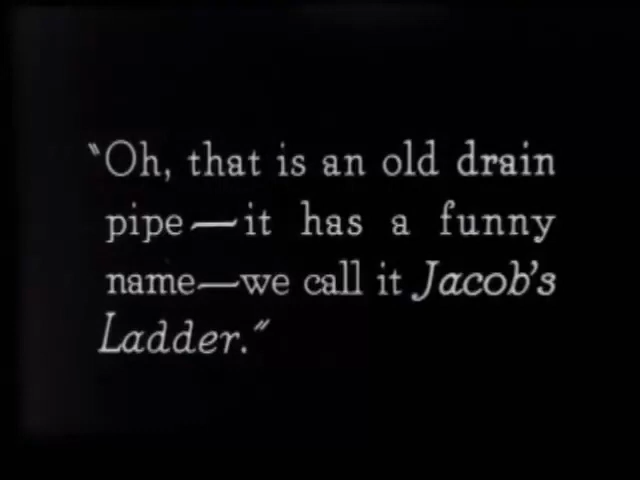 "Oh, that is an old drain
pipe—it has a funny
name—we call it Jacob's
Ladder."